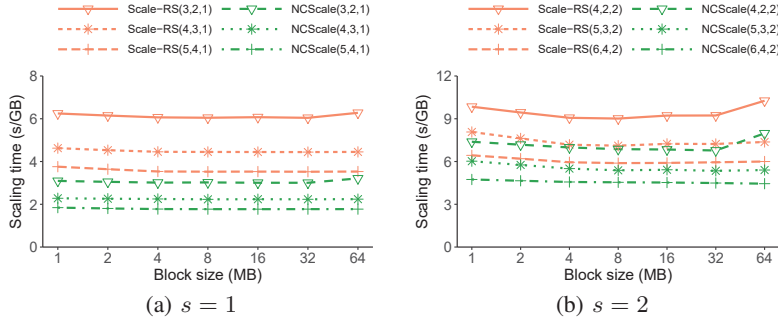 Scale−RS(3,2,1) NCScale(3,2,1)
Scale−RS(4,3,1) NCScale(4,3,1)
Scale−RS(5,4,1) NCScale(5,4,1)
Scaling time (s/GB)
8
6
4
2
0
1 2 4 8 16 32 64
Block size (MB)
(a) s = 1
Scale−RS(4,2,2) NCScale(4,2,2)
Scale−RS(5,3,2) NCScale(5,3,2)
Scale−RS(6,4,2) NCScale(6,4,2)
Scaling time (s/GB)
12
9
6
3
0
1 2 4 8 16 32 64
Block size (MB)
(b) s = 2